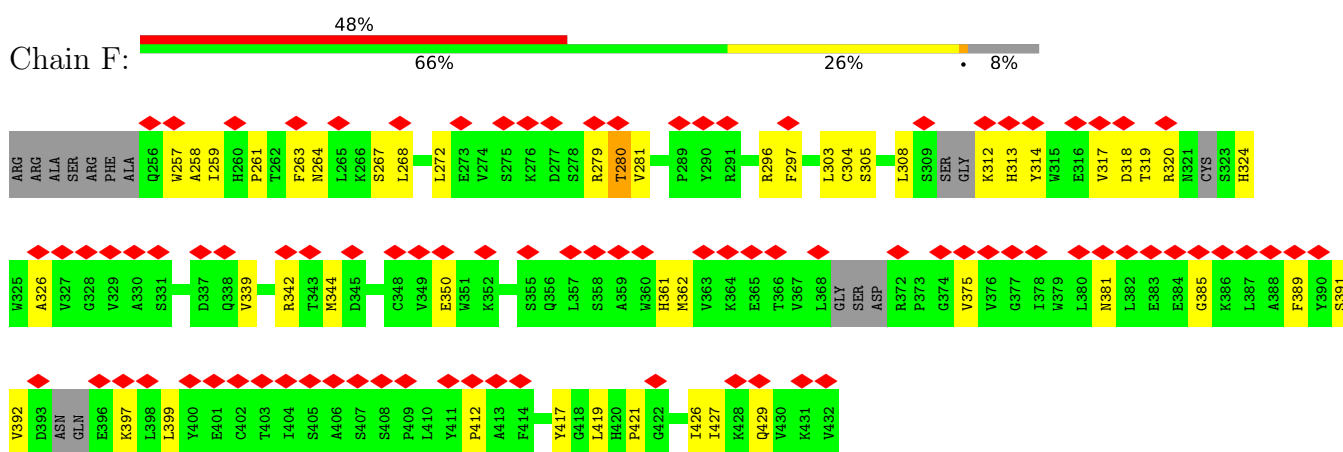 48%
Chain F:
66% 26% • 8%
ARG ARG ALA SER ARG PHE ALA Q256 W257 A258 I259 H260 P261 T262 F263 N264 L265 K266 S267 L268 L272 E273 V274 S275 K276 D277 S278 R279 T280 V281 P289 Y290 R291 R296 F297 L303 C304 S305 L308 S309 SER GLY K312 H313 Y314 W315 E316 V317 D318 T319 R320 N321 CYS S323 H324
W325 A326 V327 G328 V329 A330 S331 D337 Q338 V339 R342 T343 M344 D345 C348 V349 E350 W351 K352 S355 Q356 L357 S358 A359 W360 H361 M362 V363 K364 E365 T366 V367 L368 GLY SER ASP R372 P373 G374 V375 V376 G377 I378 W379 L380 N381 L382 E383 E384 G385 K386 L387 A388 F389 Y390 S391
V392 D393 ASN GLN E396 K397 L398 L399 Y400 E401 C402 T403 I404 S405 A406 S407 S408 P409 L410 Y411 P412 A413 F414 Y417 G418 L419 H420 P421 G422 I426 I427 K428 Q429 V430 K431 V432